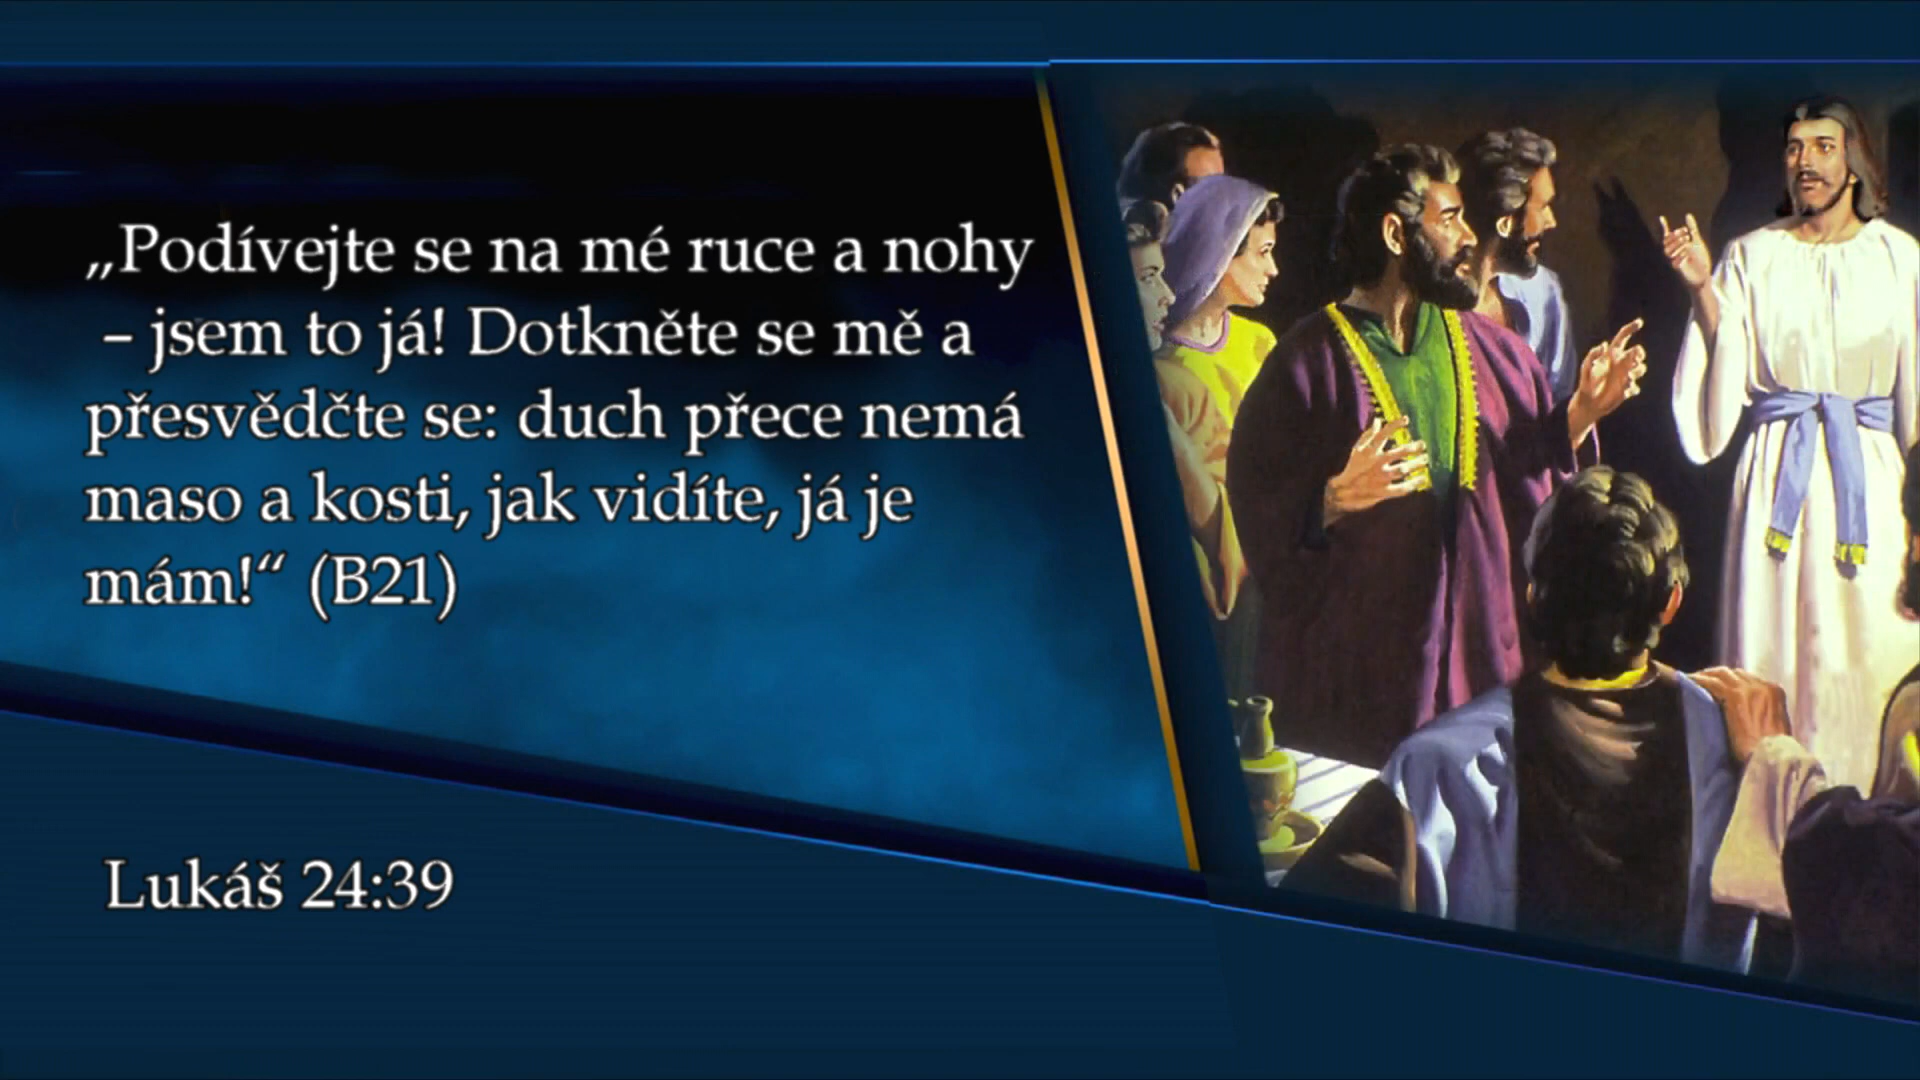 „Podívejte se na mé ruce a nohy
– jsem to já! Dotkněte se mě a
přesvědčte se: duch přece nemá
maso a kosti, jak vidíte, já je
mám!“ (B21)
Lukáš 24:39